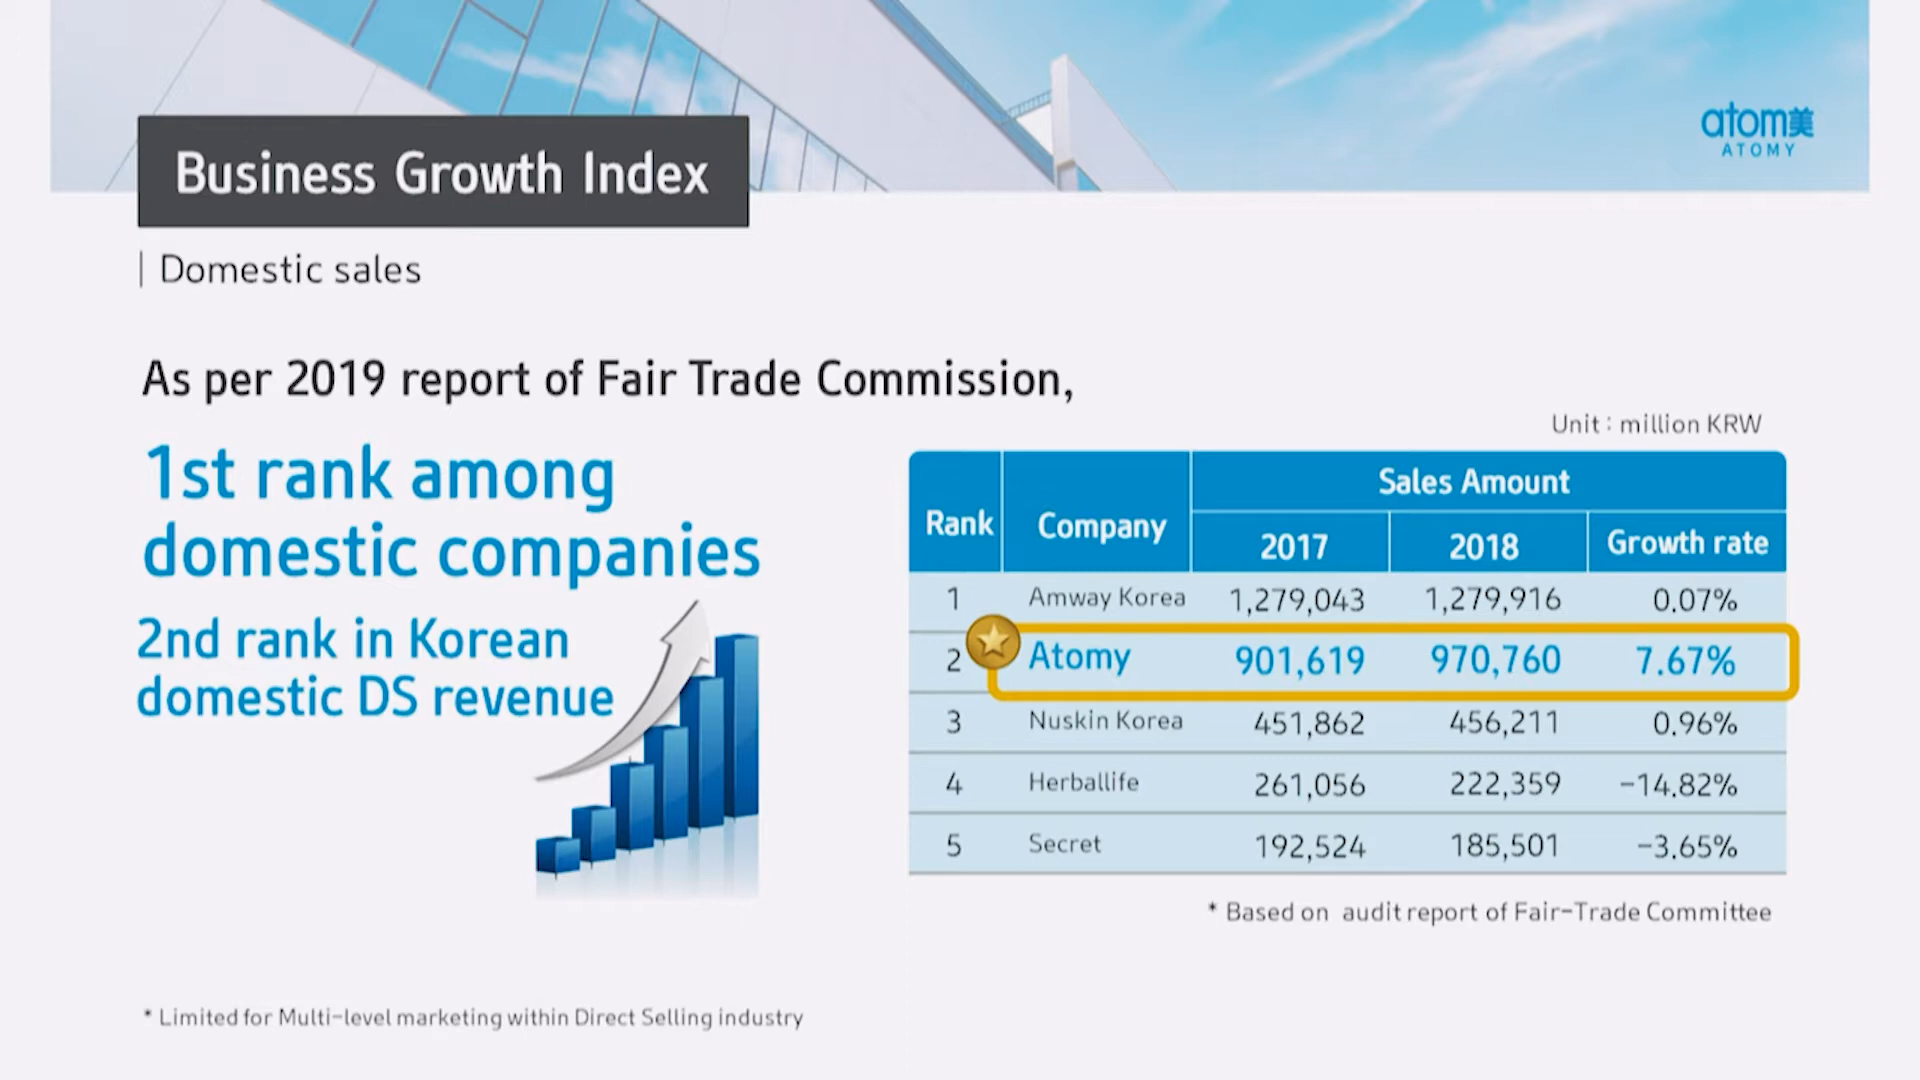 atom美
ATOMY
Business Growth Index
Domestic sales
As per 2019 report of Fair Trade Commission,
1st rank among
domestic companies
2nd rank in Korean
domestic DS revenue
Unit : million KRW
Rank Company Sales Amount
2017 2018 Growth rate
1 Amway Korea 1,279,043 1,279,916 0.07%
2 Atomy 901,619 970,760 7.67%
3 Nuskin Korea 451,862 456,211 0.96%
4 Herballife 261,056 222,359 -14.82%
5 Secret 192,524 185,501 -3.65%
* Based on audit report of Fair-Trade Committee
* Limited for Multi-level marketing within Direct Selling industry